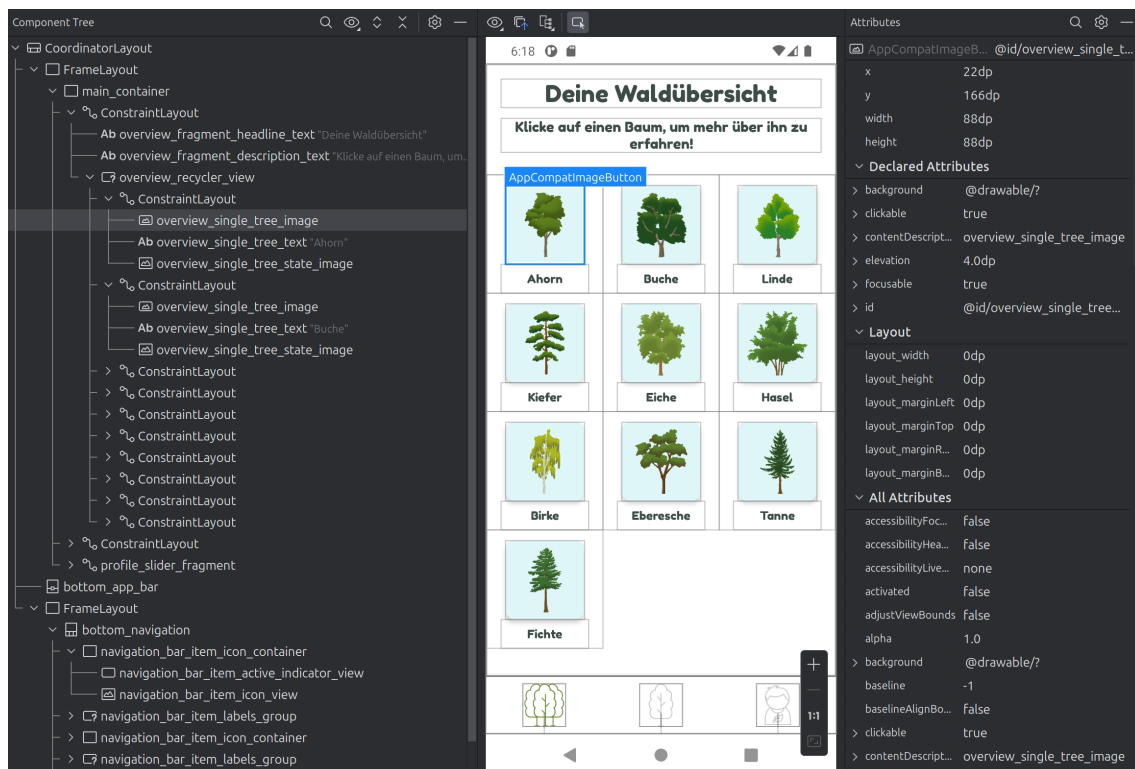 Component Tree
CoordinatorLayout
FrameLayout
main_container
ConstraintLayout
Ab overview_fragment_headline_text "Deine Waldübersicht"
Ab overview_fragment_description_text "Klicke auf einen Baum, um...
overview_recycler_view
ConstraintLayout
overview_single_tree_image
Ab overview_single_tree_text "Ahorn"
overview_single_tree_state_image
ConstraintLayout
overview_single_tree_image
Ab overview_single_tree_text "Buche"
overview_single_tree_state_image
ConstraintLayout
ConstraintLayout
ConstraintLayout
ConstraintLayout
ConstraintLayout
ConstraintLayout
ConstraintLayout
ConstraintLayout
ConstraintLayout
profile_slider_fragment
bottom_app_bar
FrameLayout
bottom_navigation
navigation_bar_item_icon_container
navigation_bar_item_active_indicator_view
navigation_bar_item_icon_view
navigation_bar_item_labels_group
navigation_bar_item_icon_container
navigation_bar_item_labels_group
6:18
Deine Waldübersicht
Klicke auf einen Baum, um mehr über ihn zu
erfahren!
AppCompatImageButton
Ahorn Buche Linde
Kiefer Eiche Hasel
Birke Eberesche Tanne
Fichte
1:1
Attributes
AppCompatImageB... @id/overview_single_t...
x 22dp
y 166dp
width 88dp
height 88dp
Declared Attributes
background @drawable/?
clickable true
contentDescript... overview_single_tree_image
elevation 4.0dp
focusable true
id @id/overview_single_tree...
Layout
layout_width 0dp
layout_height 0dp
layout_marginLeft 0dp
layout_marginTop 0dp
layout_marginR... 0dp
layout_marginB... 0dp
All Attributes
accessibilityFoc... false
accessibilityHea... false
accessibilityLive... none
activated false
adjustViewBounds false
alpha 1.0
background @drawable/?
baseline -1
baselineAlignBo... false
clickable true
contentDescript... overview_single_tree_image